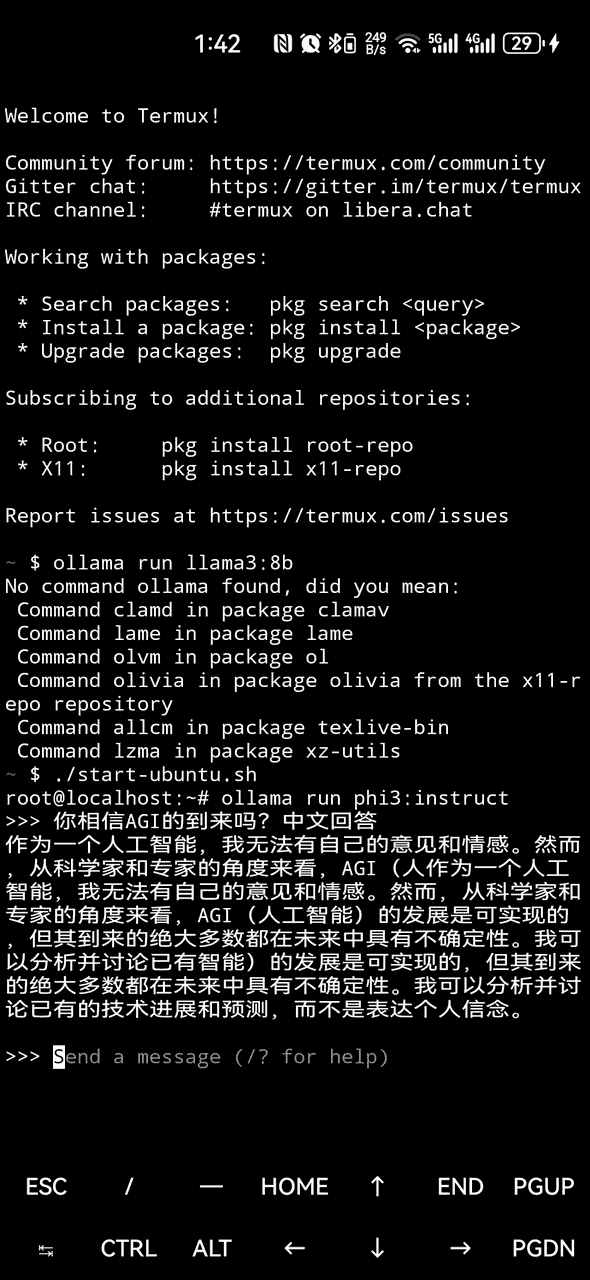 1:42 249 B/s 5G 4G 29
Welcome to Termux!
Community forum: https://termux.com/community
Gitter chat:     https://gitter.im/termux/termux
IRC channel:     #termux on libera.chat
Working with packages:
 * Search packages:   pkg search <query>
 * Install a package: pkg install <package>
 * Upgrade packages:  pkg upgrade
Subscribing to additional repositories:
 * Root:     pkg install root-repo
 * X11:      pkg install x11-repo
Report issues at https://termux.com/issues
~ $ ollama run llama3:8b
No command ollama found, did you mean:
 Command clamd in package clamav
 Command lame in package lame
 Command olvm in package ol
 Command olivia in package olivia from the x11-r
epo repository
 Command allcm in package texlive-bin
 Command lzma in package xz-utils
~ $ ./start-ubuntu.sh
root@localhost:~# ollama run phi3:instruct
>>> 你相信AGI的到来吗？中文回答
作为一个人工智能，我无法有自己的意见和情感。然而
，从科学家和专家的角度来看，AGI（人作为一个人工
智能，我无法有自己的意见和情感。然而，从科学家和
专家的角度来看，AGI（人工智能）的发展是可实现的
，但其到来的绝大多数都在未来中具有不确定性。我可
以分析并讨论已有智能）的发展是可实现的，但其到来
的绝大多数都在未来中具有不确定性。我可以分析并讨
论已有的技术进展和预测，而不是表达个人信念。
>>> Send a message (/? for help)
ESC / — HOME ↑ END PGUP
↹ CTRL ALT ← ↓ → PGDN